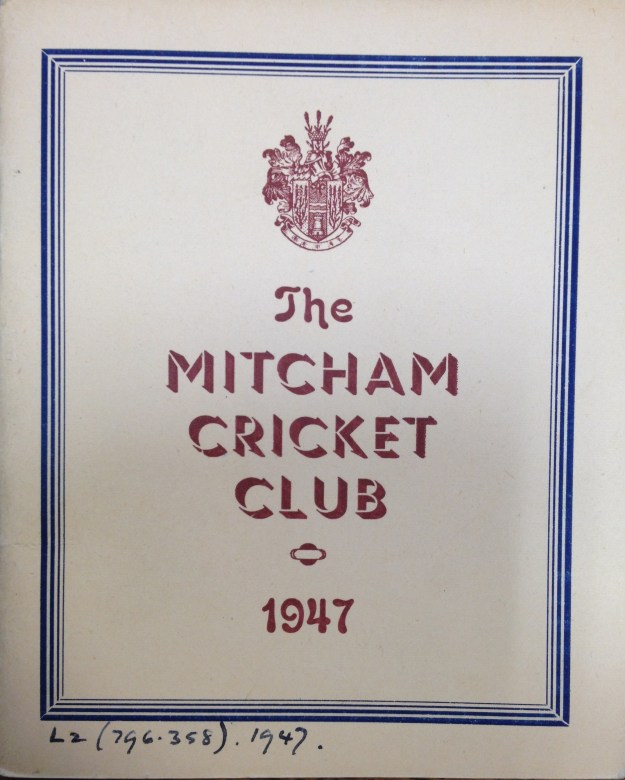 The
MITCHAM
CRICKET
CLUB
1947
L2 (796.358). 1947.